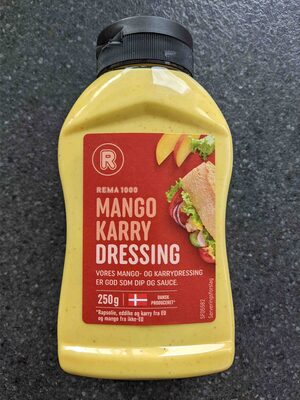 R
REMA 1000
MANGO
KARRY
DRESSING
VORES MANGO- OG KARRYDRESSING
ER GOD SOM DIP OG SAUCE.
250g
DANSK
PRODUCERET*
*Rapsolie, eddike og karry fra EU
og mango fra ikke-EU
Serveringsforslag